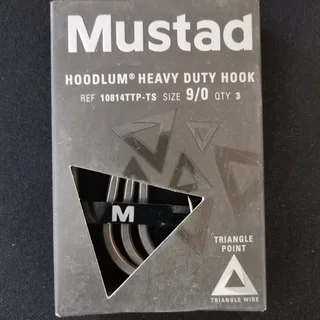 Mustad
HOODLUM® HEAVY DUTY HOOK
REF 10814TTP-TS SIZE 9/0 QTY 3
M
TRIANGLE
POINT
TRIANGLE WIRE